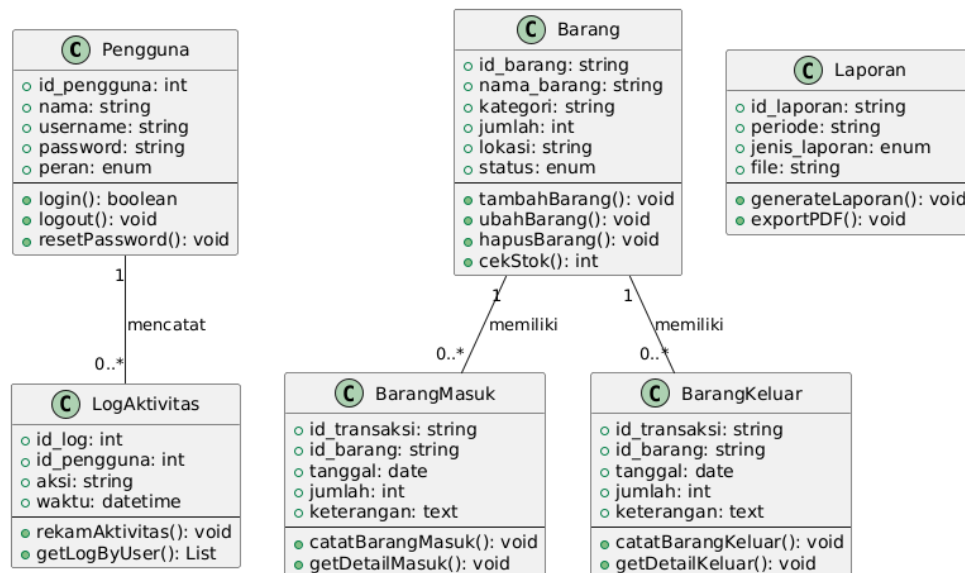 C Pengguna
id_pengguna: int
nama: string
username: string
password: string
peran: enum
login(): boolean
logout(): void
resetPassword(): void
C Barang
id_barang: string
nama_barang: string
kategori: string
jumlah: int
lokasi: string
status: enum
tambahBarang(): void
ubahBarang(): void
hapusBarang(): void
cekStok(): int
C Laporan
id_laporan: string
periode: string
jenis_laporan: enum
file: string
generateLaporan(): void
exportPDF(): void
1
mencatat
0..*
1
memiliki
0..*
1
memiliki
0..*
C LogAktivitas
id_log: int
id_pengguna: int
aksi: string
waktu: datetime
rekamAktivitas(): void
getLogByUser(): List
C BarangMasuk
id_transaksi: string
id_barang: string
tanggal: date
jumlah: int
keterangan: text
catatBarangMasuk(): void
getDetailMasuk(): void
C BarangKeluar
id_transaksi: string
id_barang: string
tanggal: date
jumlah: int
keterangan: text
catatBarangKeluar(): void
getDetailKeluar(): void